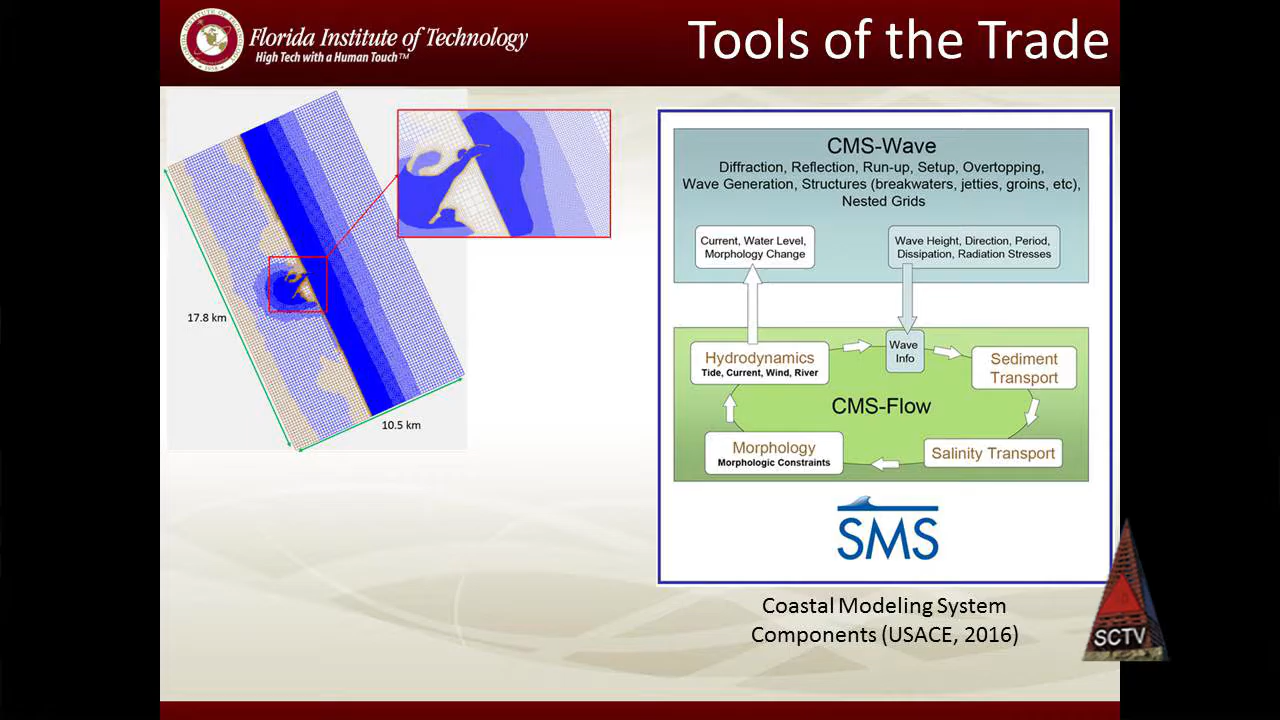 Florida Institute of Technology
High Tech with a Human Touch™
Tools of the Trade
17.8 km
10.5 km
CMS-Wave
Diffraction, Reflection, Run-up, Setup, Overtopping,
Wave Generation, Structures (breakwaters, jetties, groins, etc),
Nested Grids
Current, Water Level,
Morphology Change
Wave Height, Direction, Period,
Dissipation, Radiation Stresses
Hydrodynamics
Tide, Current, Wind, River
Wave
Info
Sediment
Transport
CMS-Flow
Morphology
Morphologic Constraints
Salinity Transport
SMS
Coastal Modeling System
Components (USACE, 2016)
SCTV